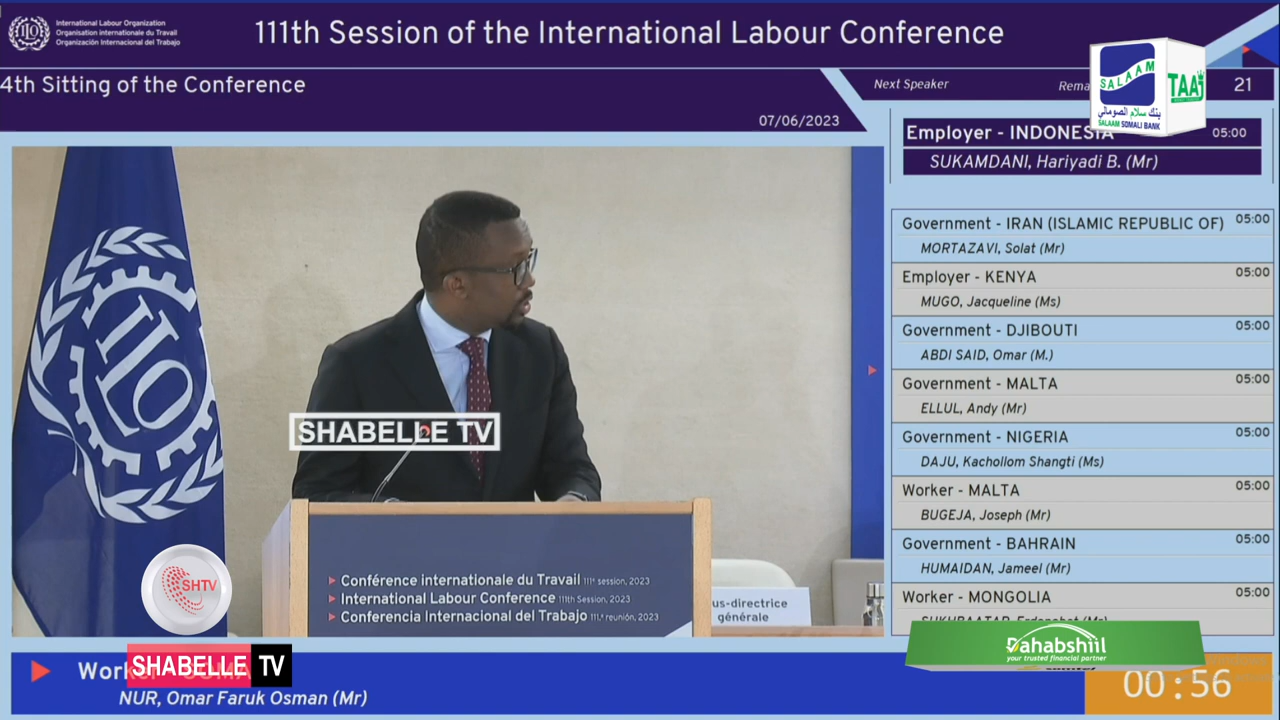 International Labour Organization
Organisation internationale du Travail
Organización Internacional del Trabajo
111th Session of the International Labour Conference
4th Sitting of the Conference
07/06/2023
Next Speaker
21
SALAAM
بنك سلام الصومالي
SALAAM SOMALI BANK
TAAJ
Employer - INDONESIA 05:00
SUKAMDANI, Hariyadi B. (Mr)
Government - IRAN (ISLAMIC REPUBLIC OF) 05:00
MORTAZAVI, Solat (Mr)
Employer - KENYA 05:00
MUGO, Jacqueline (Ms)
Government - DJIBOUTI 05:00
ABDI SAID, Omar (M.)
Government - MALTA 05:00
ELLUL, Andy (Mr)
Government - NIGERIA 05:00
DAJU, Kachollom Shangti (Ms)
Worker - MALTA 05:00
BUGEJA, Joseph (Mr)
Government - BAHRAIN 05:00
HUMAIDAN, Jameel (Mr)
Worker - MONGOLIA 05:00
ILO
SHABELLE TV
Conférence internationale du Travail 111e session, 2023
International Labour Conference 111th Session, 2023
Conferencia Internacional del Trabajo 111.a reunión, 2023
us-directrice
générale
SHTV
Dahabshiil
your trusted financial partner
SHABELLE TV
NUR, Omar Faruk Osman (Mr)
00:56